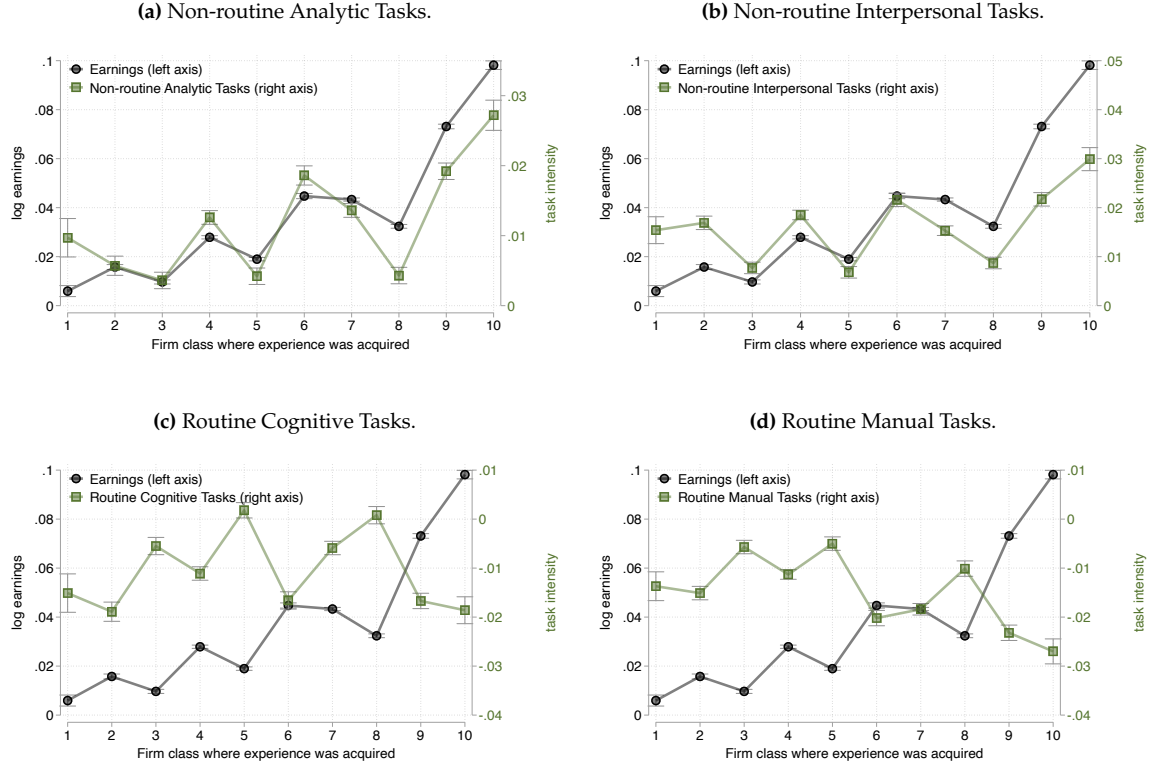 (a) Non-routine Analytic Tasks.
Earnings (left axis)
Non-routine Analytic Tasks (right axis)
log earnings
.1
.08
.06
.04
.02
0
task intensity
.03
.02
.01
0
1 2 3 4 5 6 7 8 9 10
Firm class where experience was acquired
(b) Non-routine Interpersonal Tasks.
Earnings (left axis)
Non-routine Interpersonal Tasks (right axis)
log earnings
.1
.08
.06
.04
.02
0
task intensity
.05
.04
.03
.02
.01
0
1 2 3 4 5 6 7 8 9 10
Firm class where experience was acquired
(c) Routine Cognitive Tasks.
Earnings (left axis)
Routine Cognitive Tasks (right axis)
log earnings
.1
.08
.06
.04
.02
0
task intensity
.01
0
-.01
-.02
-.03
-.04
1 2 3 4 5 6 7 8 9 10
Firm class where experience was acquired
(d) Routine Manual Tasks.
Earnings (left axis)
Routine Manual Tasks (right axis)
log earnings
.1
.08
.06
.04
.02
0
task intensity
.01
0
-.01
-.02
-.03
-.04
1 2 3 4 5 6 7 8 9 10
Firm class where experience was acquired